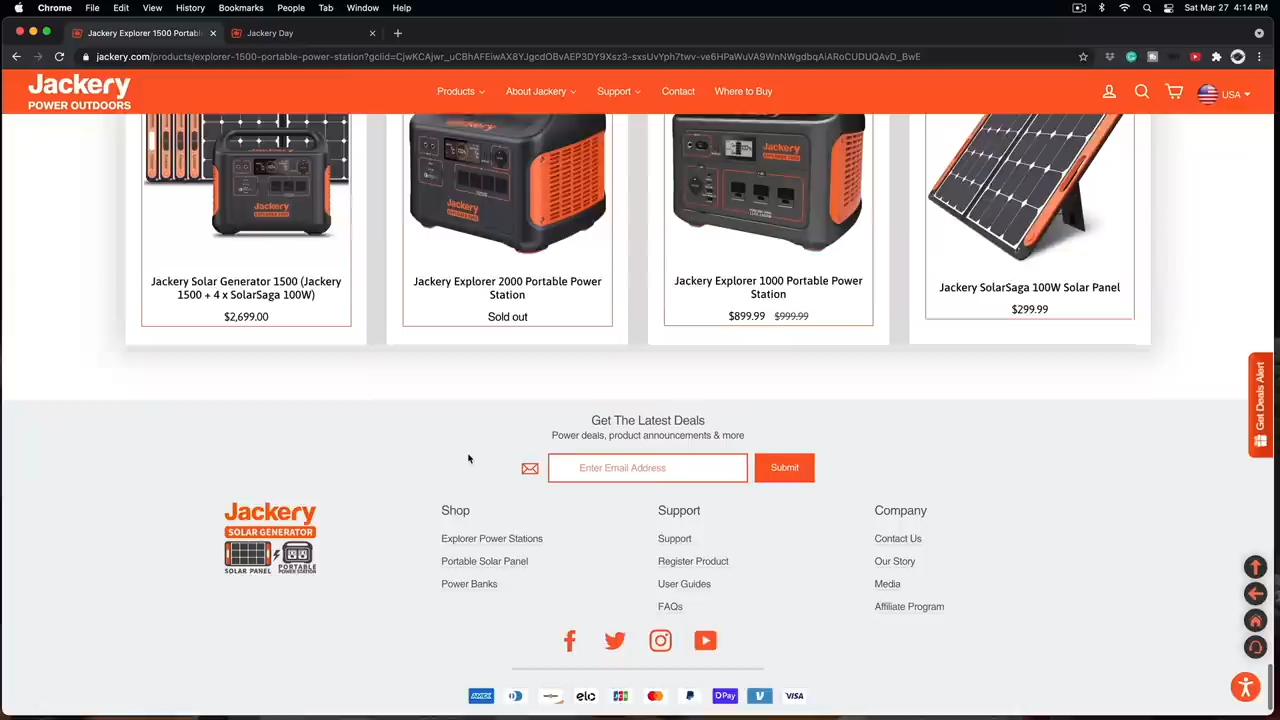 Chrome File Edit View History Bookmarks People Tab Window Help
Sat Mar 27 4:14 PM
Jackery Explorer 1500 Portabl
Jackery Day
jackery.com/products/explorer-1500-portable-power-station?gclid=CjwKCAjwr_uCBhAFEiwAX8YJgcdOBvAEP3DY9Xsz3-sxsUvYph7twv-ve6HPaWuVA9WnNWgdbqAiARoCUDUQAvD_BwE
Jackery
POWER OUTDOORS
Products About Jackery Support Contact Where to Buy
USA
Jackery Solar Generator 1500 (Jackery
1500 + 4 x SolarSaga 100W)
$2,699.00
Jackery Explorer 2000 Portable Power
Station
Sold out
Jackery Explorer 1000 Portable Power
Station
$899.99 $999.99
Jackery SolarSaga 100W Solar Panel
$299.99
Get Deals Alert
Get The Latest Deals
Power deals, product announcements & more
Enter Email Address
Submit
Jackery
SOLAR GENERATOR
SOLAR PANEL
PORTABLE
POWER STATION
Shop
Explorer Power Stations
Portable Solar Panel
Power Banks
Support
Support
Register Product
User Guides
FAQs
Company
Contact Us
Our Story
Media
Affiliate Program
AMEX elo JCB Pay VISA